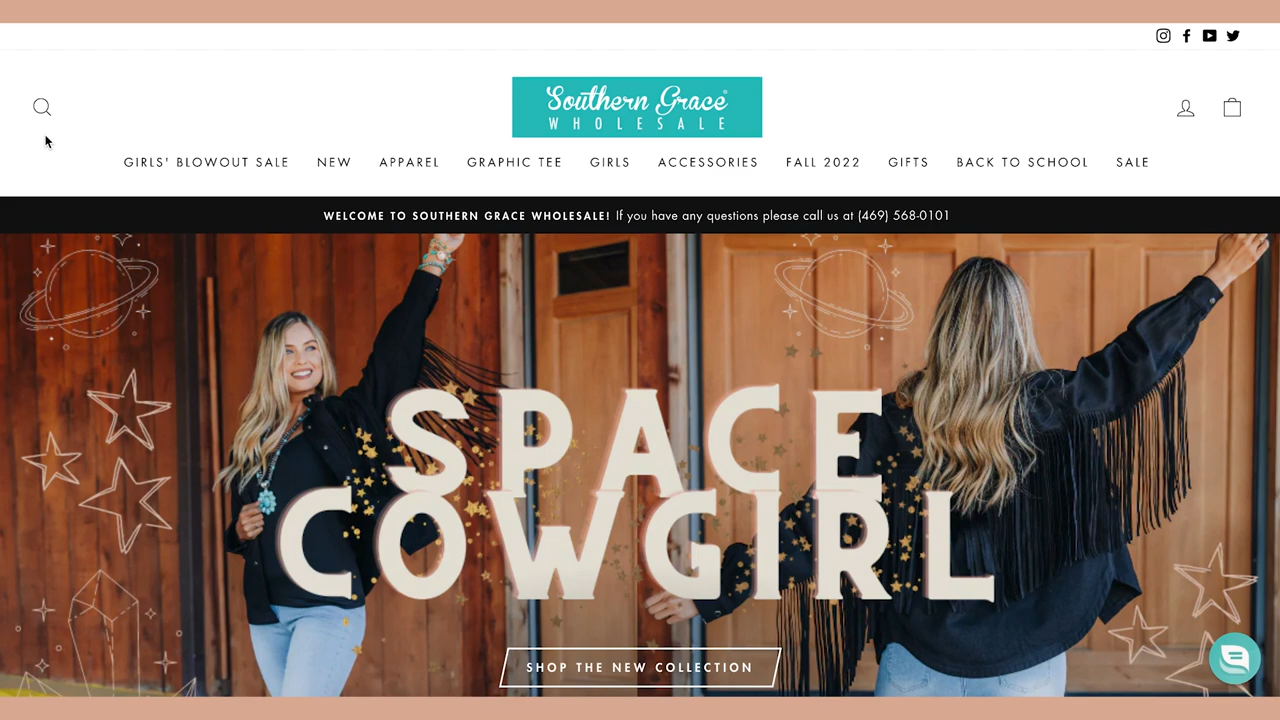 Southern Grace®
WHOLESALE
GIRLS' BLOWOUT SALE NEW APPAREL GRAPHIC TEE GIRLS ACCESSORIES FALL 2022 GIFTS BACK TO SCHOOL SALE
WELCOME TO SOUTHERN GRACE WHOLESALE! If you have any questions please call us at (469) 568-0101
SPACE
COWGIRL
SHOP THE NEW COLLECTION